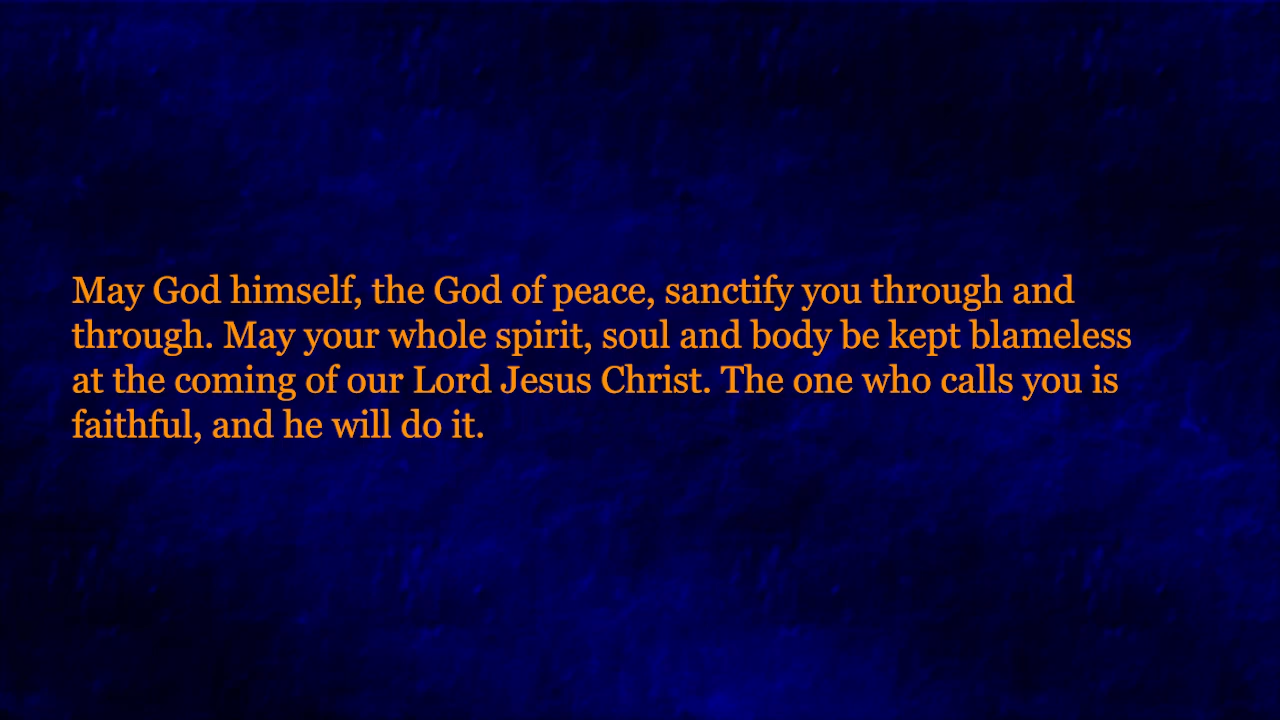 May God himself, the God of peace, sanctify you through and
through. May your whole spirit, soul and body be kept blameless
at the coming of our Lord Jesus Christ. The one who calls you is
faithful, and he will do it.